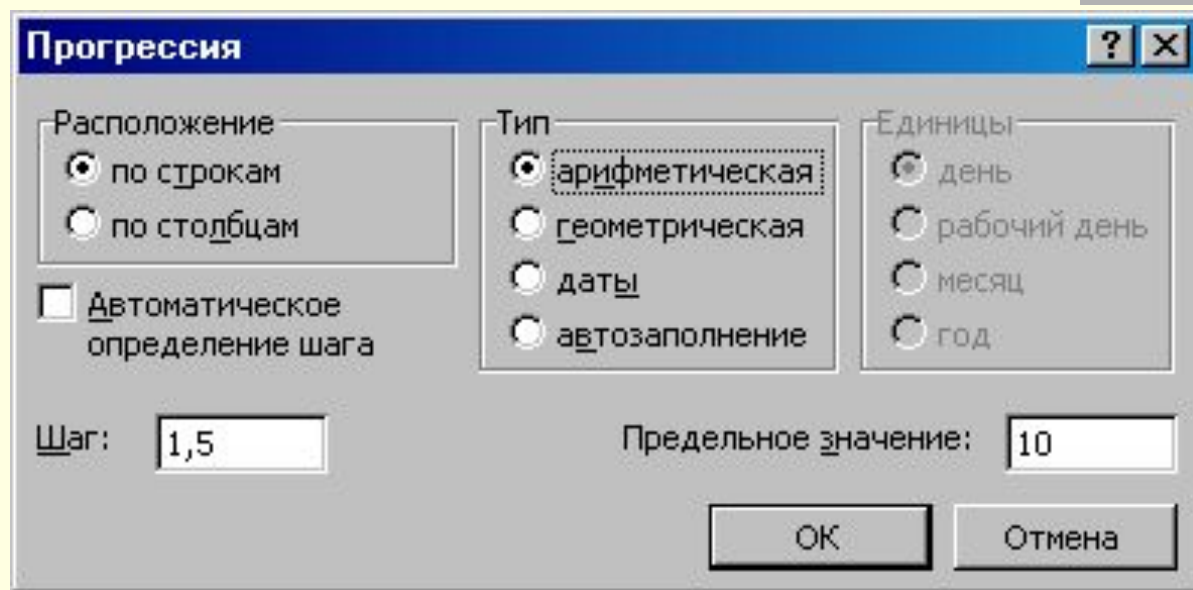 Прогрессия
Расположение
по строкам
по столбцам
Автоматическое
определение шага
Тип
арифметическая
геометрическая
даты
автозаполнение
Единицы
день
рабочий день
месяц
год
Шаг:
1,5
Предельное значение:
10
ОК
Отмена